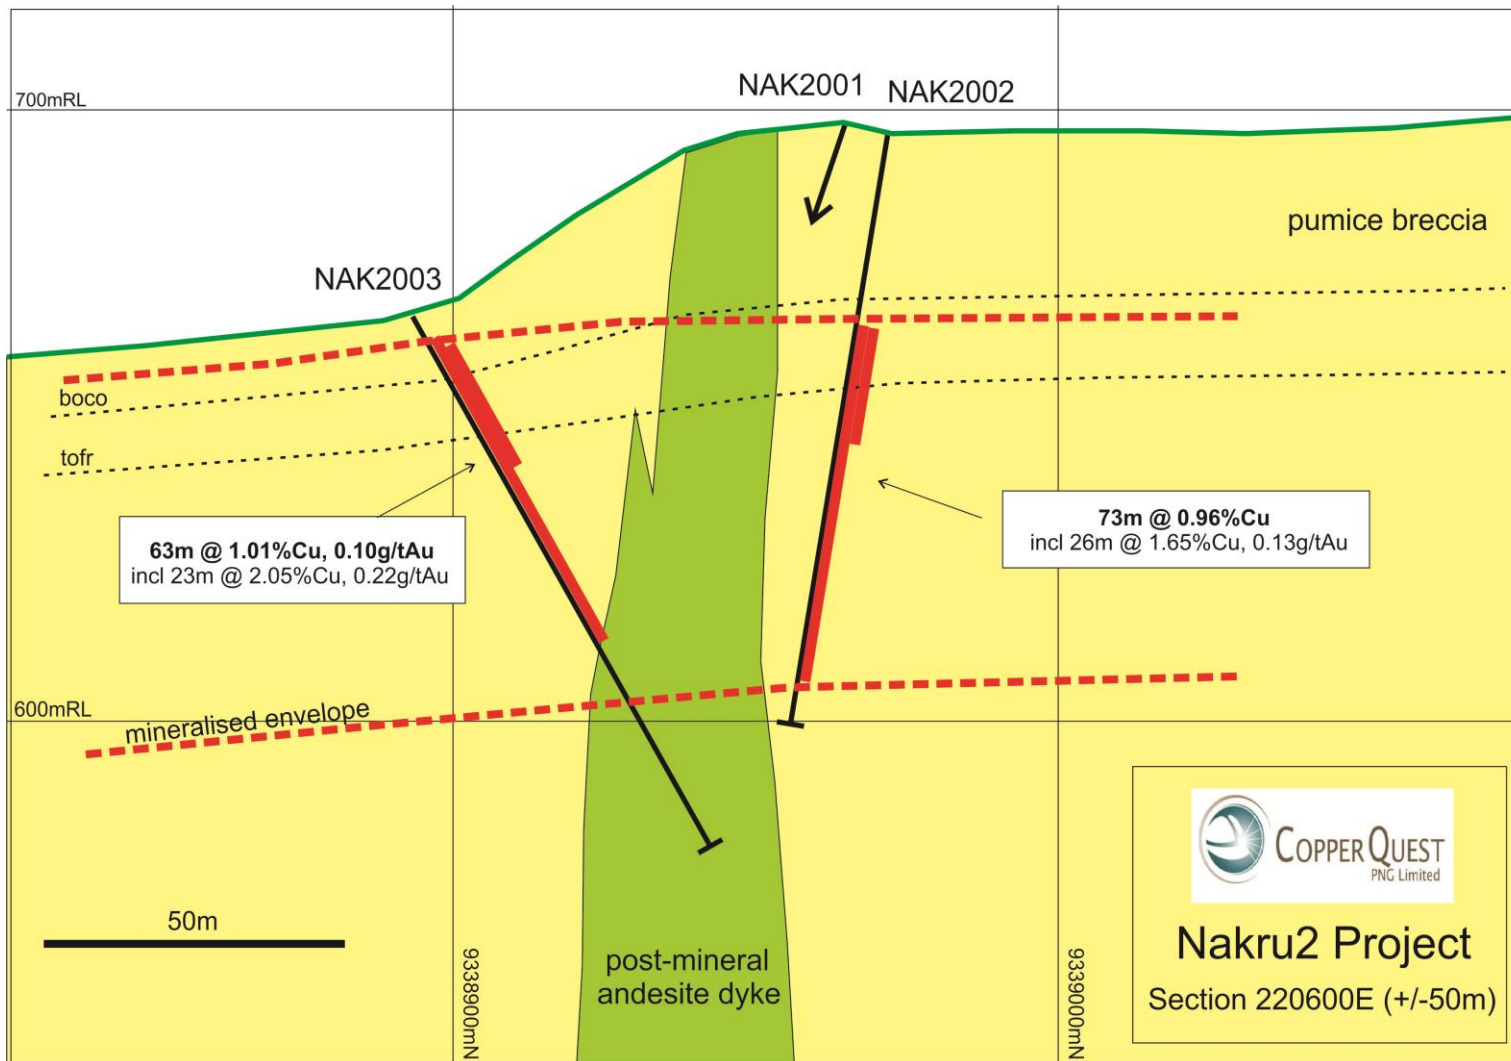 700mRL
NAK2001
NAK2002
pumice breccia
NAK2003
boco
tofr
63m @ 1.01%Cu, 0.10g/tAu
incl 23m @ 2.05%Cu, 0.22g/tAu
73m @ 0.96%Cu
incl 26m @ 1.65%Cu, 0.13g/tAu
600mRL
mineralised envelope
50m
9338900mN
post-mineral
andesite dyke
9339000mN
COPPER QUEST
PNG Limited
Nakru2 Project
Section 220600E (+/-50m)